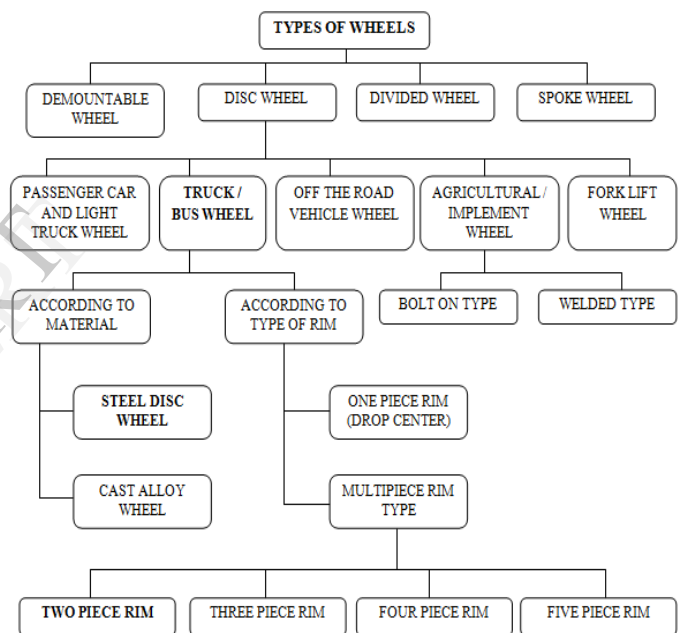 TYPES OF WHEELS
DEMOUNTABLE
WHEEL
DISC WHEEL
DIVIDED WHEEL
SPOKE WHEEL
PASSENGER CAR
AND LIGHT
TRUCK WHEEL
TRUCK /
BUS WHEEL
OFF THE ROAD
VEHICLE WHEEL
AGRICULTURAL /
IMPLEMENT
WHEEL
FORK LIFT
WHEEL
ACCORDING TO
MATERIAL
ACCORDING TO
TYPE OF RIM
BOLT ON TYPE
WELDED TYPE
STEEL DISC
WHEEL
ONE PIECE RIM
(DROP CENTER)
CAST ALLOY
WHEEL
MULTIPIECE RIM
TYPE
TWO PIECE RIM
THREE PIECE RIM
FOUR PIECE RIM
FIVE PIECE RIM